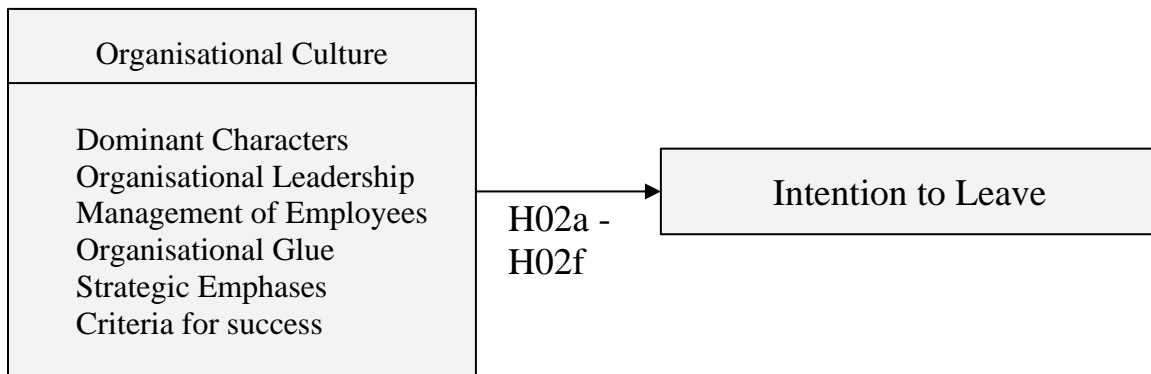 Organisational Culture
Dominant Characters
Organisational Leadership
Management of Employees
Organisational Glue
Strategic Emphases
Criteria for success
H02a -
H02f
Intention to Leave